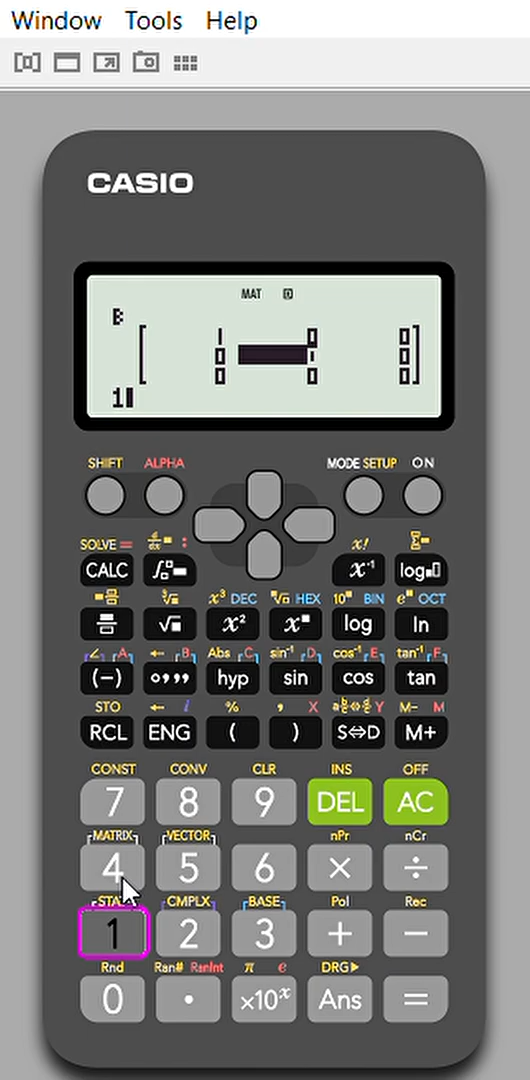 Window Tools Help
CASIO
MAT D
B
1 0 0
0 0
0 0 0
1
SHIFT ALPHA MODE SETUP ON
SOLVE = d/dx : x! Σ
CALC ∫ x⁻¹ log
∛ x³ DEC HEX 10 BIN e OCT
√ x² x■ log ln
∠ A ← B Abs C sin⁻¹ D cos⁻¹ E tan⁻¹ F
(−) °,,, hyp sin cos tan
STO ← i % , X a b/c⇔d/c Y M− M
RCL ENG ( ) S⇔D M+
CONST CONV CLR INS OFF
7 8 9 DEL AC
MATRIX VECTOR nPr nCr
4 5 6 × ÷
STA CMPLX BASE Pol Rec
1 2 3 + −
Rnd Ran# RanInt π e DRG▶
0 • ×10ˣ Ans =